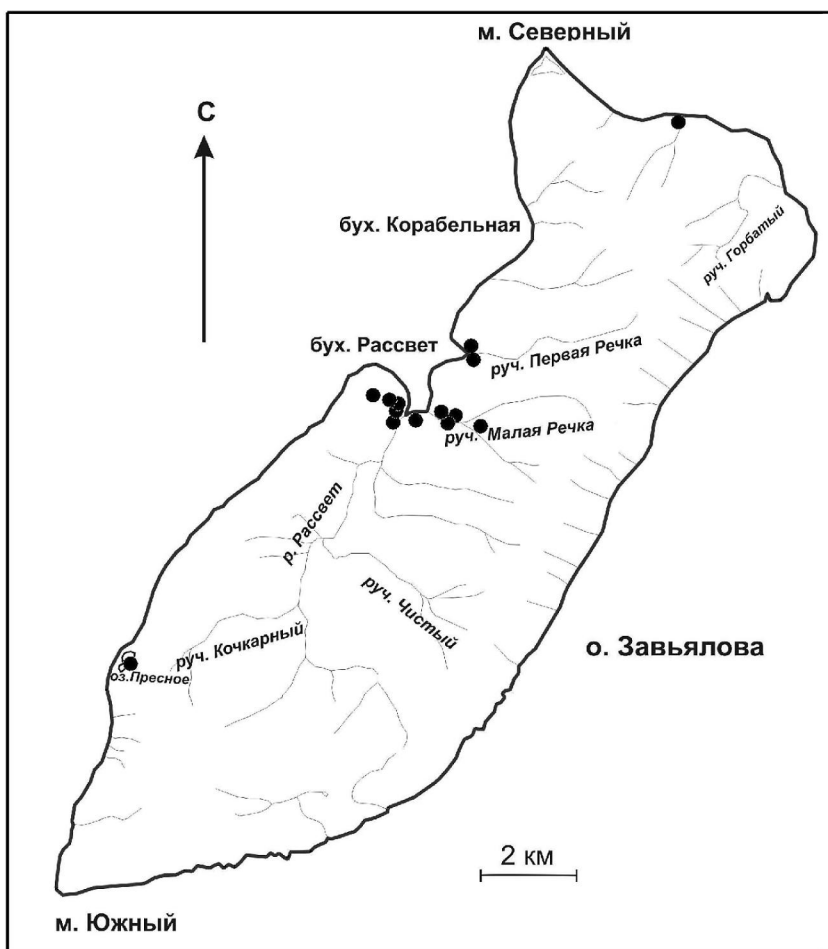 м. Северный
С
бух. Корабельная
руч. Горбатый
бух. Рассвет
руч. Первая Речка
руч. Малая Речка
р. Рассвет
руч. Чистый
руч. Кочкарный
о. Завьялова
оз.Пресное
2 км
м. Южный